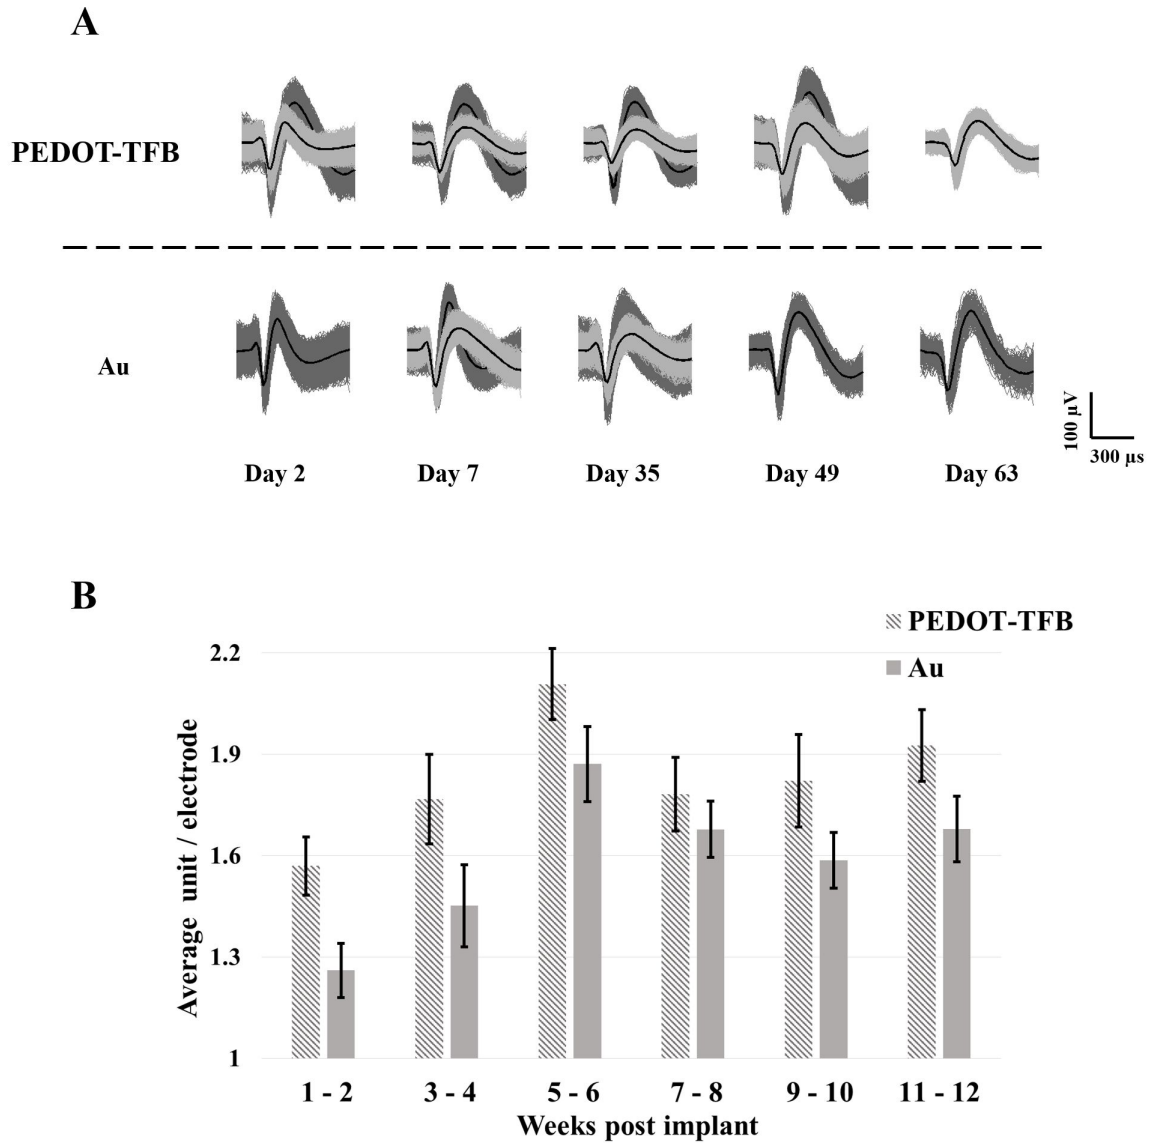 A
PEDOT-TFB
Au
100 µV
300 µs
Day 2 Day 7 Day 35 Day 49 Day 63
B
PEDOT-TFB
Au
Average unit / electrode
2.2
1.9
1.6
1.3
1
1 - 2 3 - 4 5 - 6 7 - 8 9 - 10 11 - 12
Weeks post implant